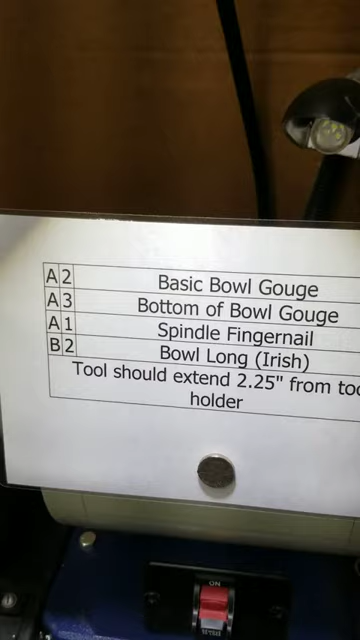 A 2 Basic Bowl Gouge
A 3 Bottom of Bowl Gouge
A 1 Spindle Fingernail
B 2 Bowl Long (Irish)
Tool should extend 2.25" from
holder
ON